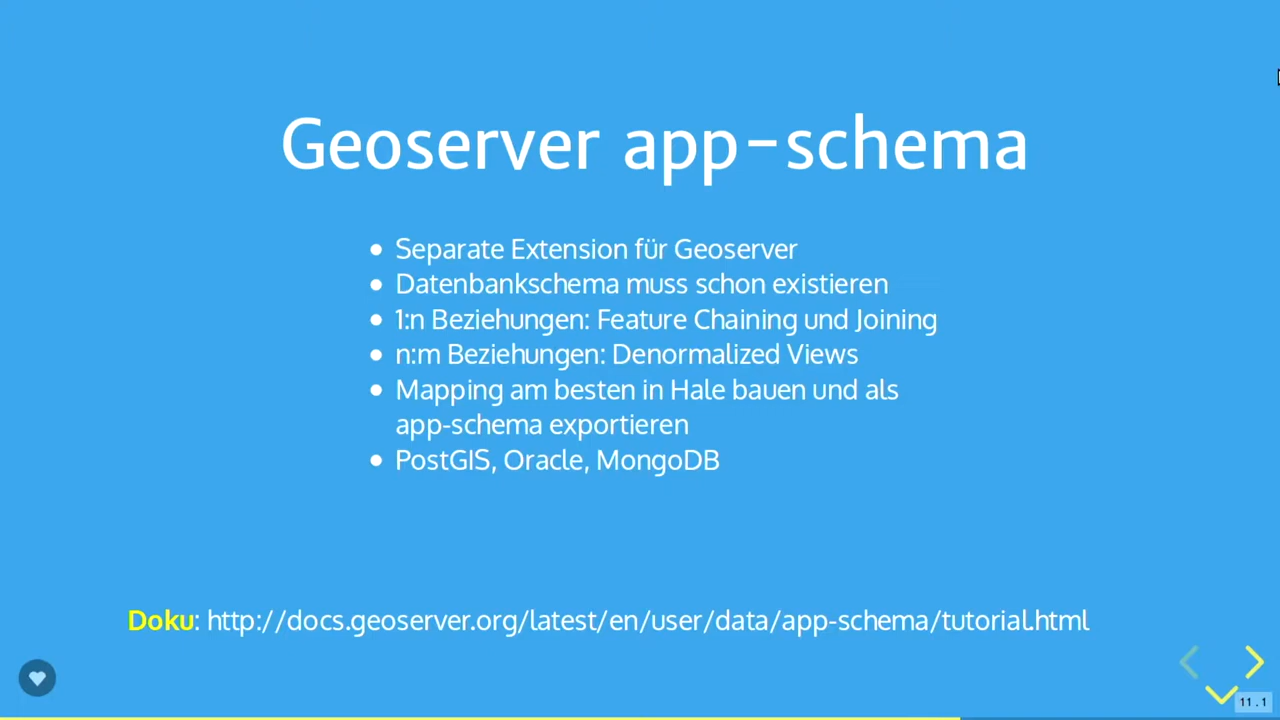 Geoserver app-schema
Separate Extension für Geoserver
Datenbankschema muss schon existieren
1:n Beziehungen: Feature Chaining und Joining
n:m Beziehungen: Denormalized Views
Mapping am besten in Hale bauen und als
app-schema exportieren
PostGIS, Oracle, MongoDB
Doku: http://docs.geoserver.org/latest/en/user/data/app-schema/tutorial.html
11.1